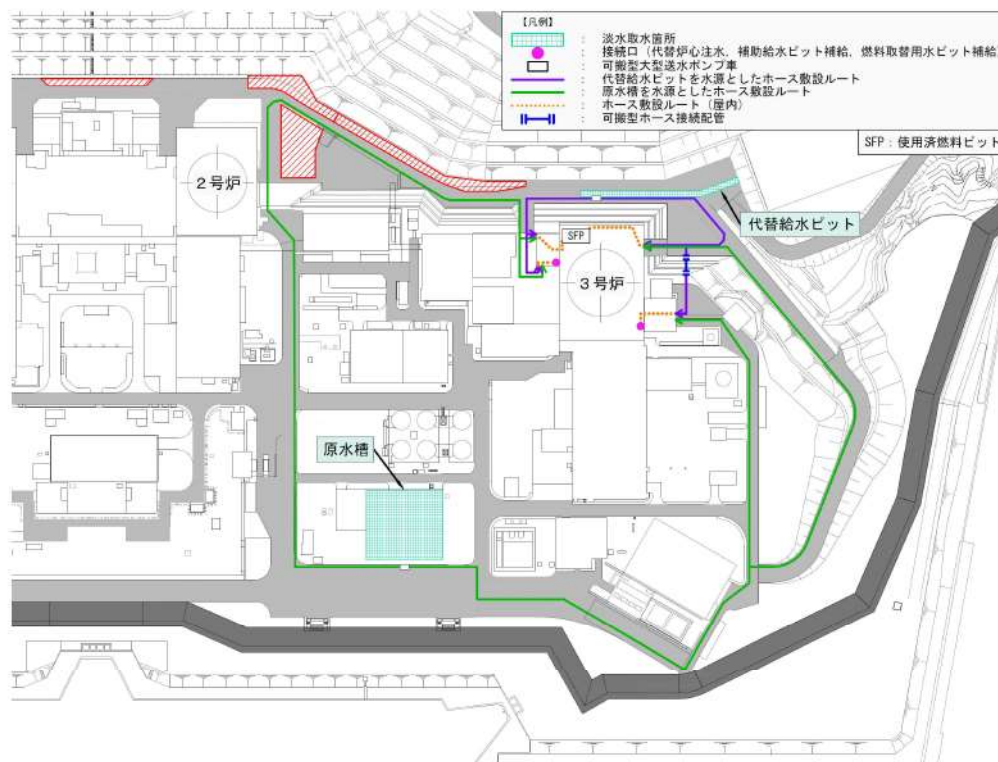 【凡例】
： 淡水取水箇所
： 接続口（代替炉心注水，補助給水ピット補給，燃料取替用水ピット補給
： 可搬型大型送水ポンプ車
： 代替給水ピットを水源としたホース敷設ルート
： 原水槽を水源としたホース敷設ルート
： ホース敷設ルート（屋内）
： 可搬型ホース接続配管
SFP：使用済燃料ピット
2号炉
代替給水ピット
SFP
3号炉
原水槽